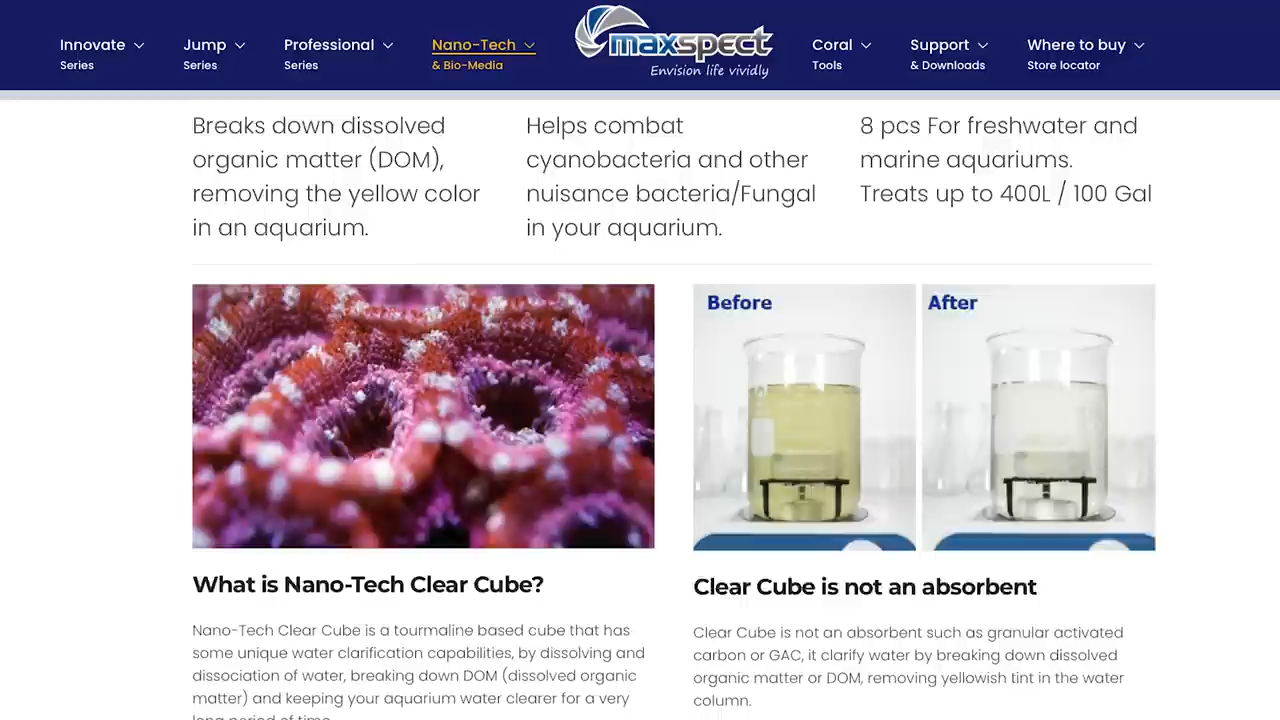 Innovate
Series
Jump
Series
Professional
Series
Nano-Tech
& Bio-Media
maxspect
Envision life vividly
Coral
Tools
Support
& Downloads
Where to buy
Store locator
Breaks down dissolved
organic matter (DOM),
removing the yellow color
in an aquarium.
Helps combat
cyanobacteria and other
nuisance bacteria/Fungal
in your aquarium.
8 pcs For freshwater and
marine aquariums.
Treats up to 400L / 100 Gal
Before
After
What is Nano-Tech Clear Cube?
Nano-Tech Clear Cube is a tourmaline based cube that has
some unique water clarification capabilities, by dissolving and
dissociation of water, breaking down DOM (dissolved organic
matter) and keeping your aquarium water clearer for a very
long period of time.
Clear Cube is not an absorbent
Clear Cube is not an absorbent such as granular activated
carbon or GAC, it clarify water by breaking down dissolved
organic matter or DOM, removing yellowish tint in the water
column.